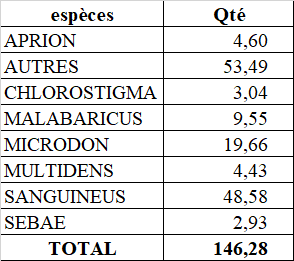 espèces Qté
APRION 4,60
AUTRES 53,49
CHLOROSTIGMA 3,04
MALABARICUS 9,55
MICRODON 19,66
MULTIDENS 4,43
SANGUINEUS 48,58
SEBAE 2,93
TOTAL 146,28